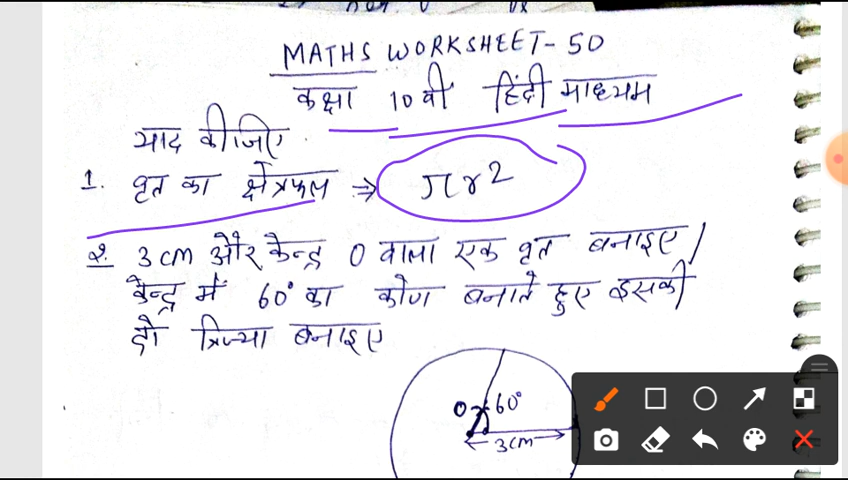 MATHS WORKSHEET-50
कक्षा 10वीं हिंदी माध्यम
याद कीजिए
1. वृत का क्षेत्रफल ⇒ πr²
2. 3cm और केन्द्र O वाला एक वृत बनाइए/
केन्द्र में 60° का कोण बनाते हुए इसकी
दो त्रिज्या बनाइए
O 60°
3cm